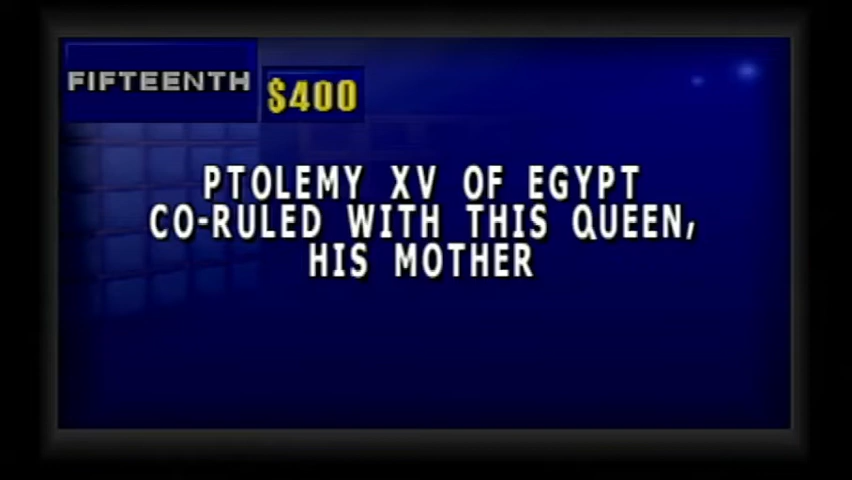 FIFTEENTH
$400
PTOLEMY XV OF EGYPT
CO-RULED WITH THIS QUEEN,
HIS MOTHER